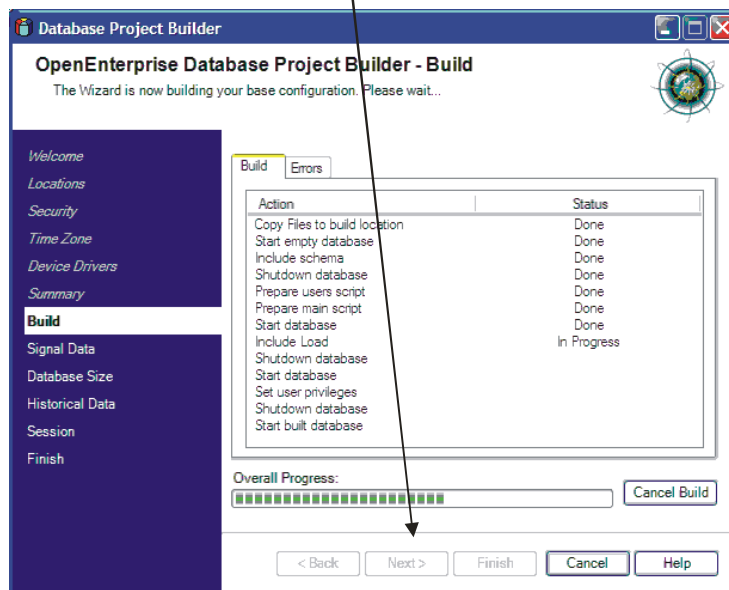 Database Project Builder
OpenEnterprise Database Project Builder - Build
The Wizard is now building your base configuration. Please wait...
Welcome
Locations
Security
Time Zone
Device Drivers
Summary
Build
Signal Data
Database Size
Historical Data
Session
Finish
Build Errors
Action Status
Copy Files to build location Done
Start empty database Done
Include schema Done
Shutdown database Done
Prepare users script Done
Prepare main script Done
Start database Done
Include Load In Progress
Shutdown database
Start database
Set user privileges
Shutdown database
Start built database
Overall Progress:
Cancel Build
< Back Next > Finish Cancel Help